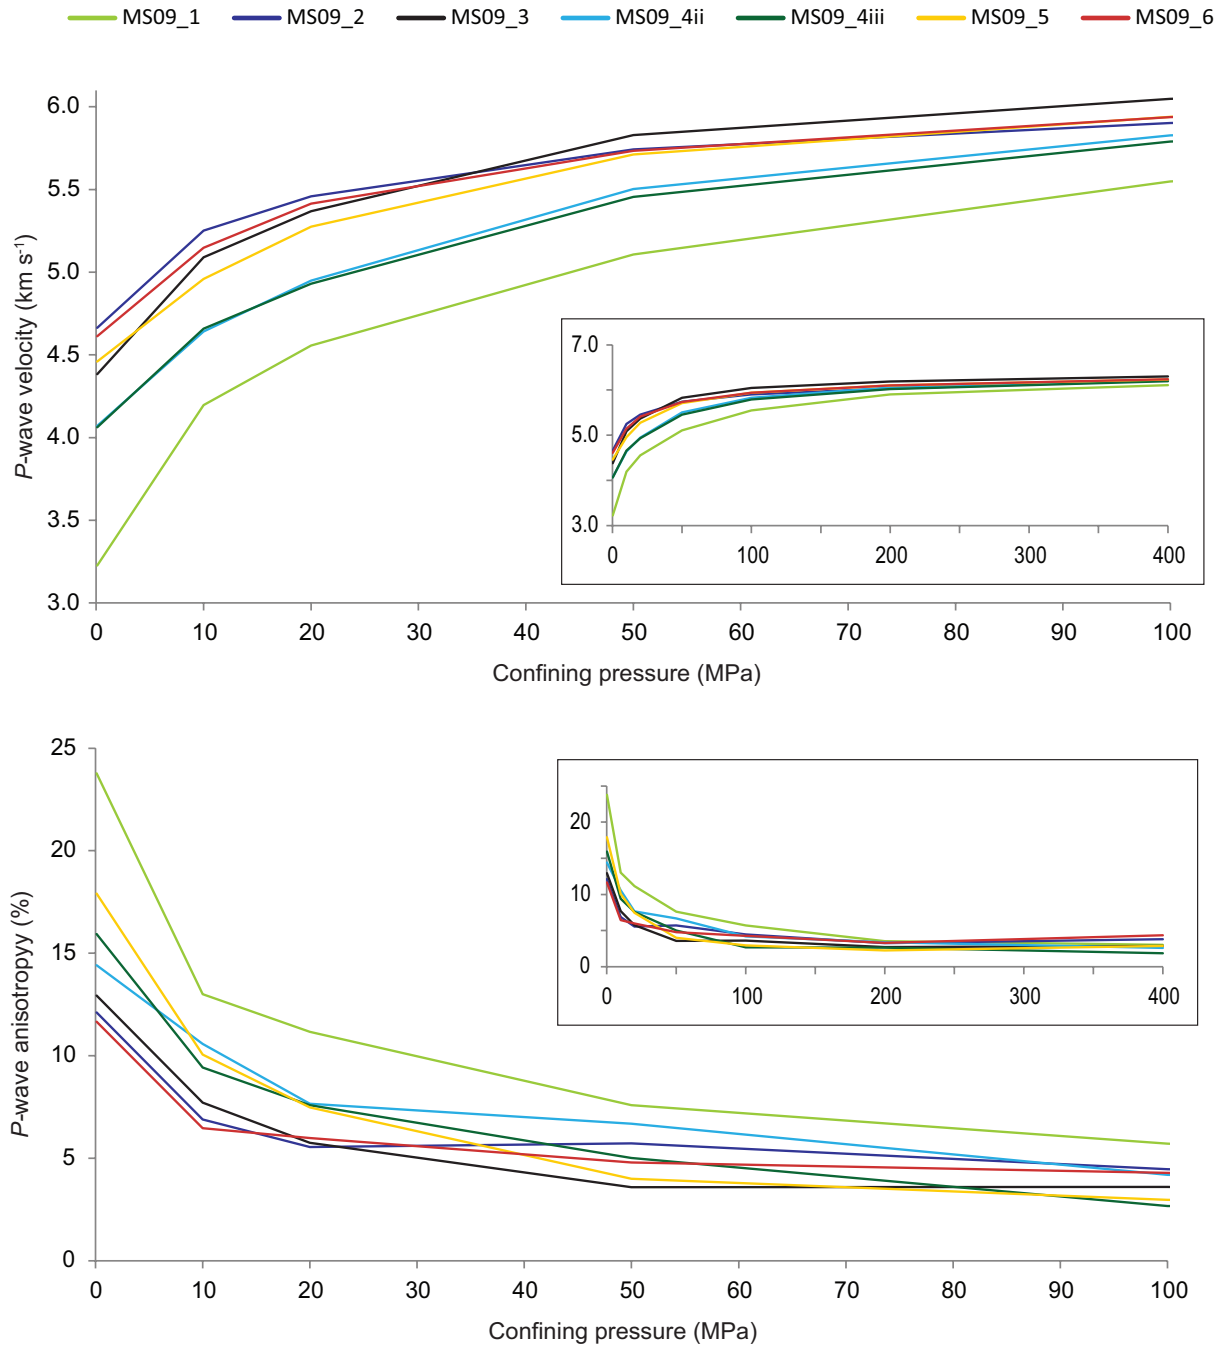 MS09_1 MS09_2 MS09_3 MS09_4ii MS09_4iii MS09_5 MS09_6
6.0
5.5
5.0
4.5
4.0
3.5
3.0
P-wave velocity (km s⁻¹)
7.0
5.0
3.0
0 100 200 300 400
0 10 20 30 40 50 60 70 80 90 100
Confining pressure (MPa)
25
20
15
10
5
0
P-wave anisotropyy (%)
20
10
0
0 100 200 300 400
0 10 20 30 40 50 60 70 80 90 100
Confining pressure (MPa)